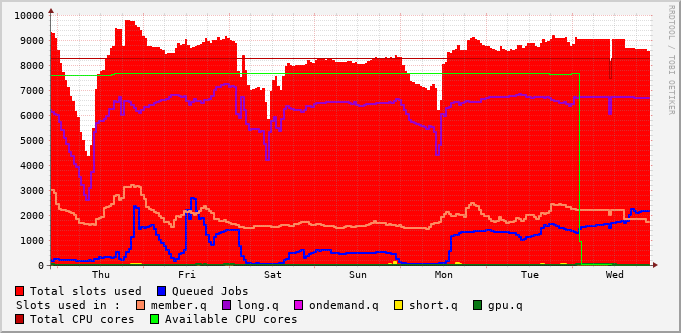 10000
9000
8000
7000
6000
5000
4000
3000
2000
1000
0
Thu Fri Sat Sun Mon Tue Wed
RRDTOOL / TOBI OETIKER
Total slots used Queued Jobs
Slots used in : member.q long.q ondemand.q short.q gpu.q
Total CPU cores Available CPU cores